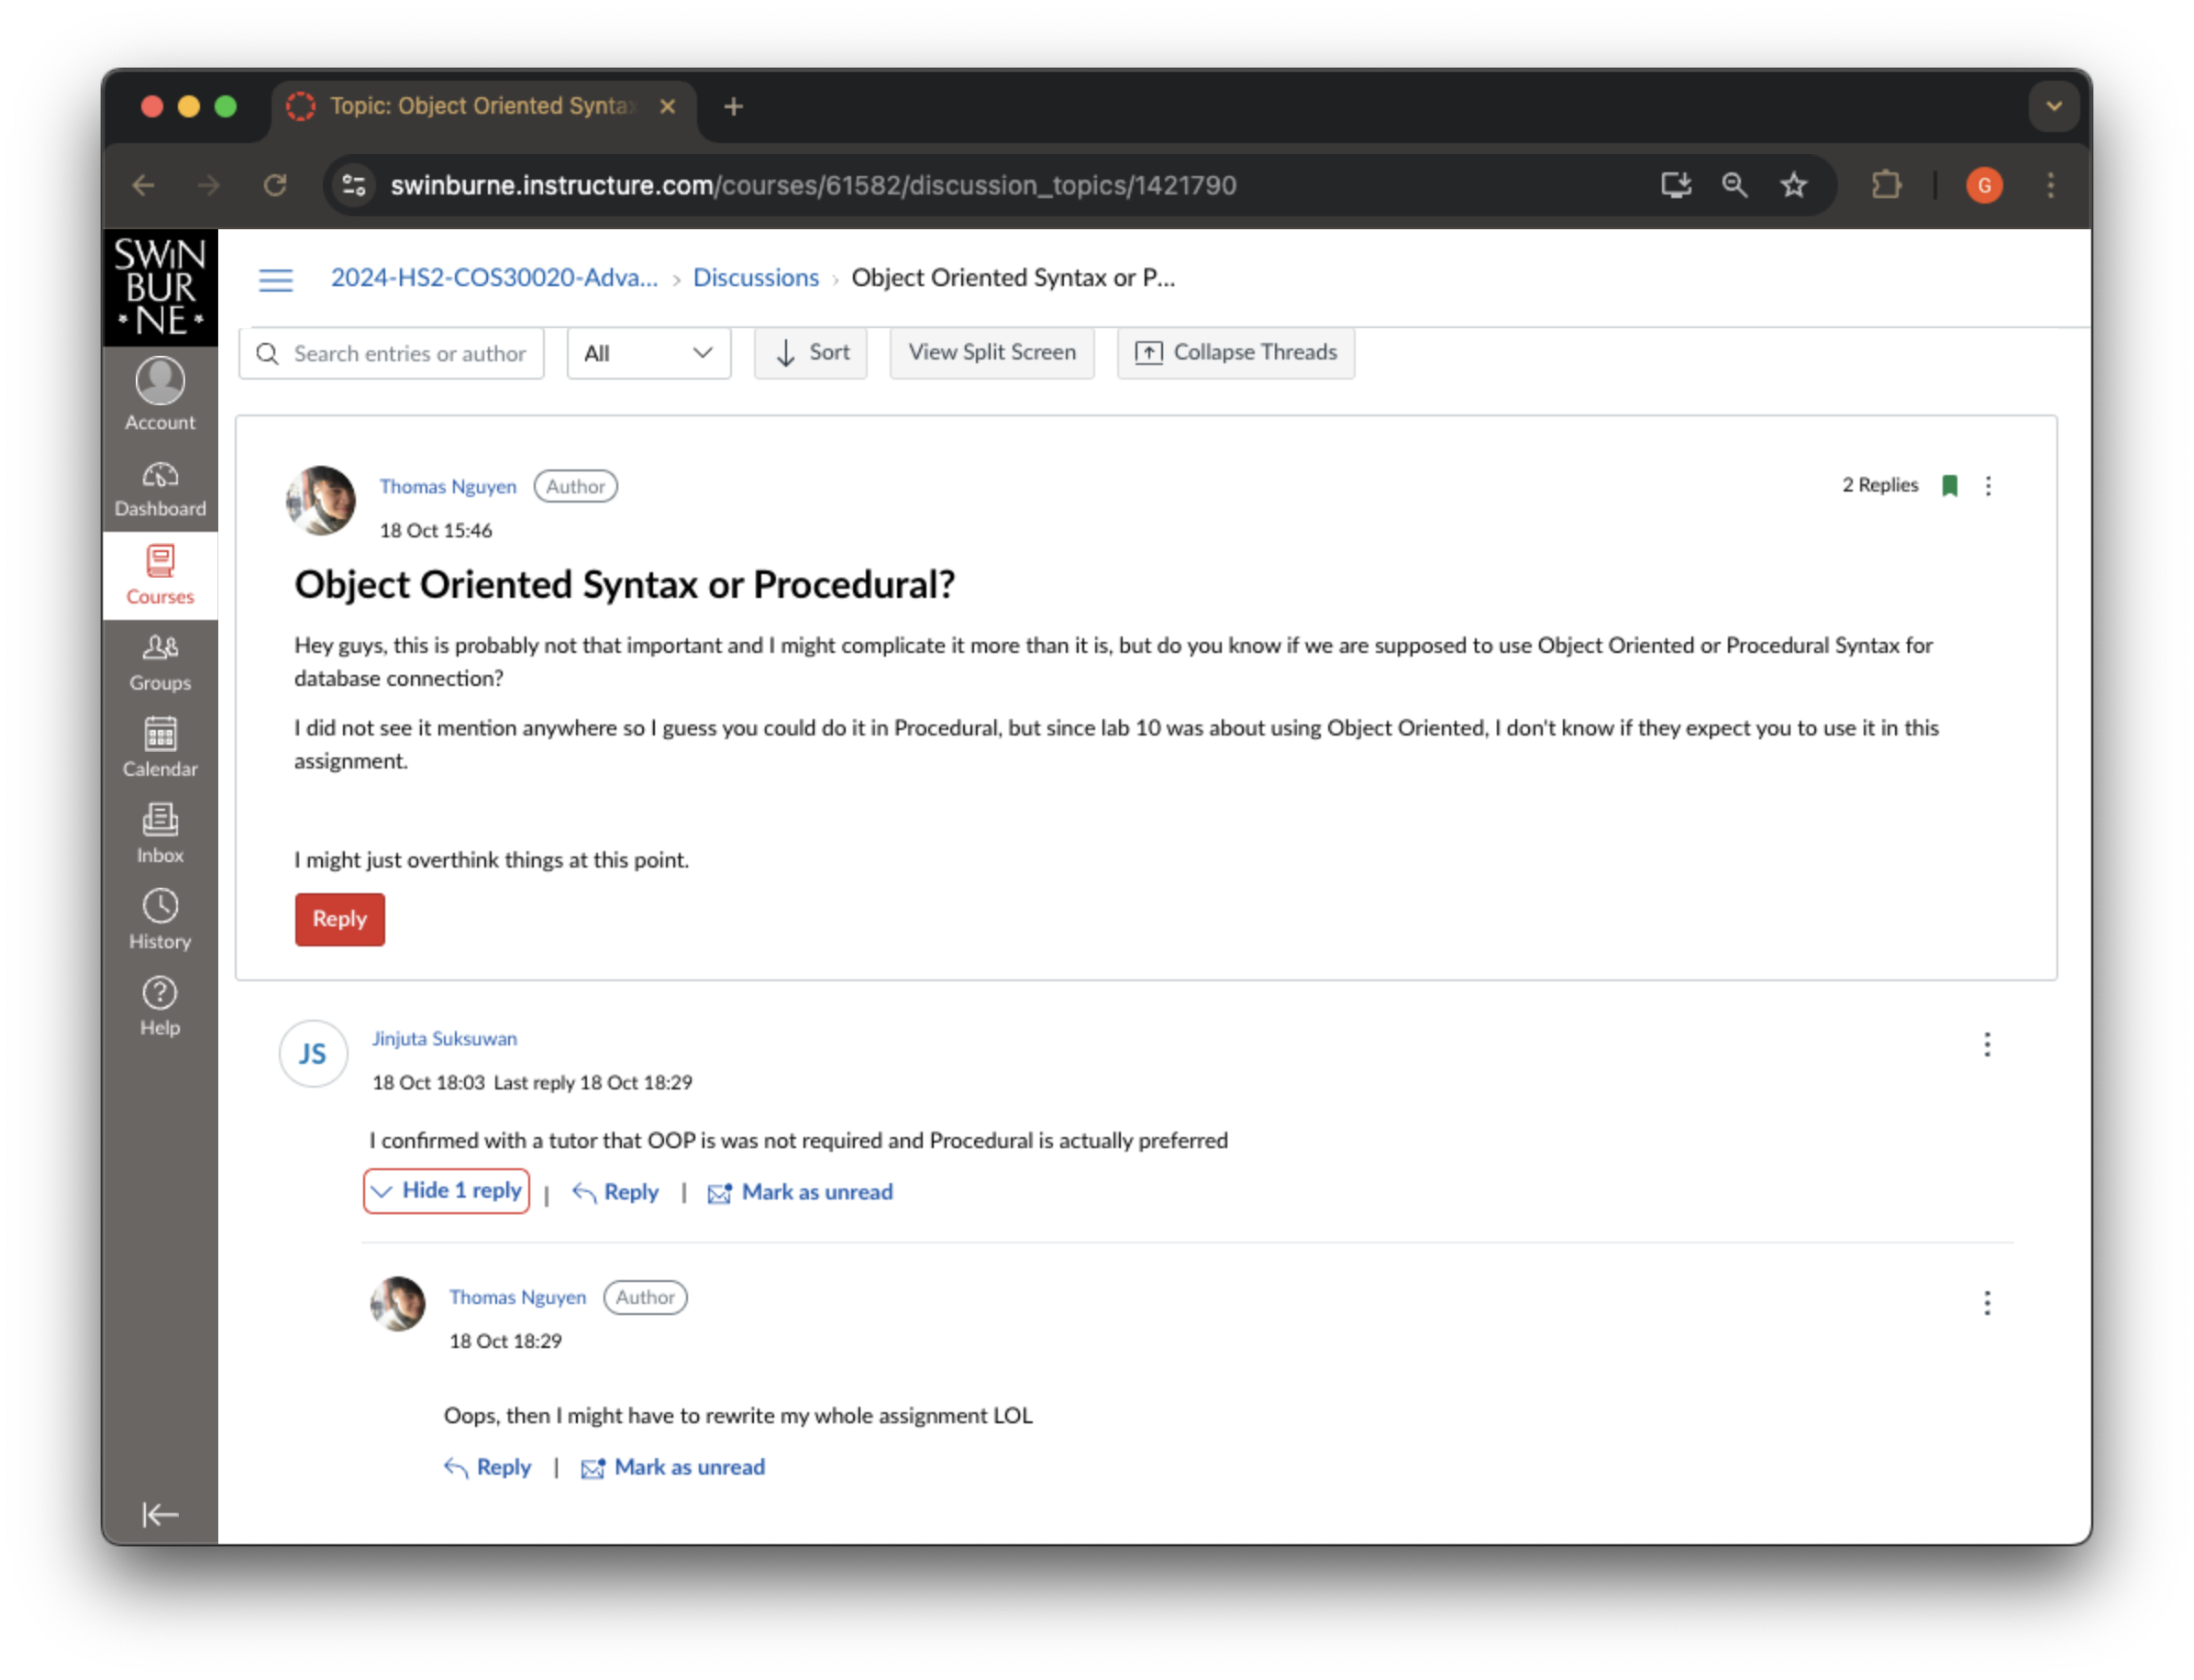 Topic: Object Oriented Synta
swinburne.instructure.com/courses/61582/discussion_topics/1421790
G
SWIN
BUR
*NE*
2024-HS2-COS30020-Adva... › Discussions › Object Oriented Syntax or P...
Search entries or author
All
Sort
View Split Screen
Collapse Threads
Account
Dashboard
Courses
Groups
Calendar
Inbox
History
Help
Thomas Nguyen Author
2 Replies
18 Oct 15:46
Object Oriented Syntax or Procedural?
Hey guys, this is probably not that important and I might complicate it more than it is, but do you know if we are supposed to use Object Oriented or Procedural Syntax for
database connection?
I did not see it mention anywhere so I guess you could do it in Procedural, but since lab 10 was about using Object Oriented, I don't know if they expect you to use it in this
assignment.
I might just overthink things at this point.
Reply
JS
Jinjuta Suksuwan
18 Oct 18:03 Last reply 18 Oct 18:29
I confirmed with a tutor that OOP is was not required and Procedural is actually preferred
Hide 1 reply | Reply | Mark as unread
Thomas Nguyen Author
18 Oct 18:29
Oops, then I might have to rewrite my whole assignment LOL
Reply | Mark as unread